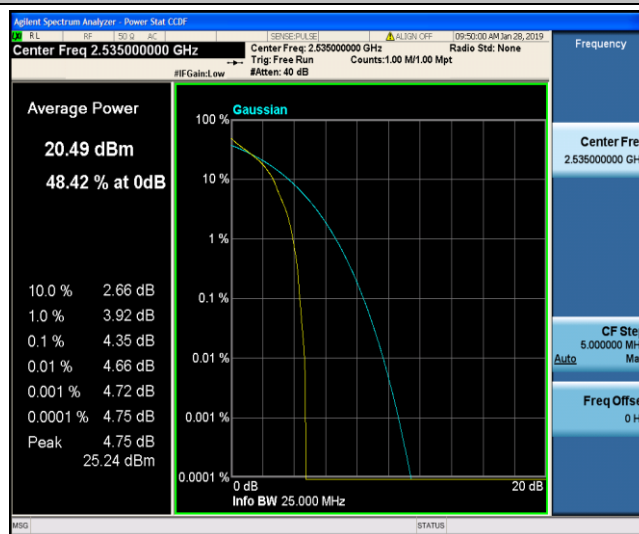 Agilent Spectrum Analyzer - Power Stat CCDF
RL RF 50 Ω AC SENSE:PULSE ALIGN OFF 09:50:00 AM Jan 28, 2019
Center Freq 2.535000000 GHz Center Freq: 2.535000000 GHz Radio Std: None
Trig: Free Run Counts:1.00 M/1.00 Mpt
#IFGain:Low #Atten: 40 dB
Frequency
Average Power
20.49 dBm
48.42 % at 0dB
10.0 % 2.66 dB
1.0 % 3.92 dB
0.1 % 4.35 dB
0.01 % 4.66 dB
0.001 % 4.72 dB
0.0001 % 4.75 dB
Peak 4.75 dB
25.24 dBm
Gaussian
100 %
10 %
1 %
0.1 %
0.01 %
0.001 %
0.0001 %
0 dB 20 dB
Info BW 25.000 MHz
Center Fre
2.535000000 GH
CF Ste
5.000000 MH
Auto Ma
Freq Offse
0 H
MSG STATUS